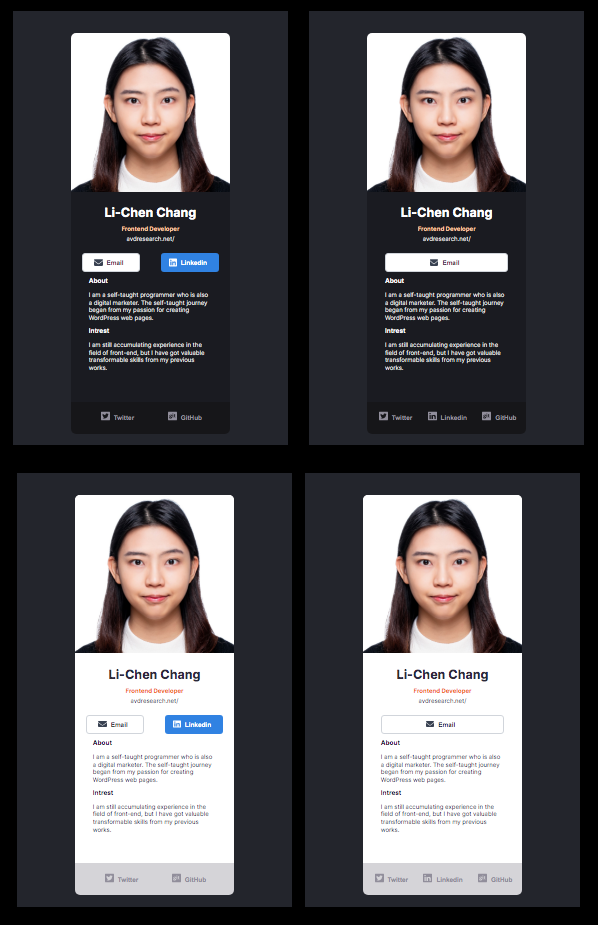 Li-Chen Chang
Frontend Developer
avdresearch.net/
Email Linkedin
About
I am a self-taught programmer who is also
a digital marketer. The self-taught journey
began from my passion for creating
WordPress web pages.
Intrest
I am still accumulating experience in the
field of front-end, but I have got valuable
transformable skills from my previous
works.
Twitter GitHub
Li-Chen Chang
Frontend Developer
avdresearch.net/
Email
About
I am a self-taught programmer who is also
a digital marketer. The self-taught journey
began from my passion for creating
WordPress web pages.
Intrest
I am still accumulating experience in the
field of front-end, but I have got valuable
transformable skills from my previous
works.
Twitter Linkedin GitHub
Li-Chen Chang
Frontend Developer
avdresearch.net/
Email Linkedin
About
I am a self-taught programmer who is also
a digital marketer. The self-taught journey
began from my passion for creating
WordPress web pages.
Intrest
I am still accumulating experience in the
field of front-end, but I have got valuable
transformable skills from my previous
works.
Twitter GitHub
Li-Chen Chang
Frontend Developer
avdresearch.net/
Email
About
I am a self-taught programmer who is also
a digital marketer. The self-taught journey
began from my passion for creating
WordPress web pages.
Intrest
I am still accumulating experience in the
field of front-end, but I have got valuable
transformable skills from my previous
works.
Twitter Linkedin GitHub